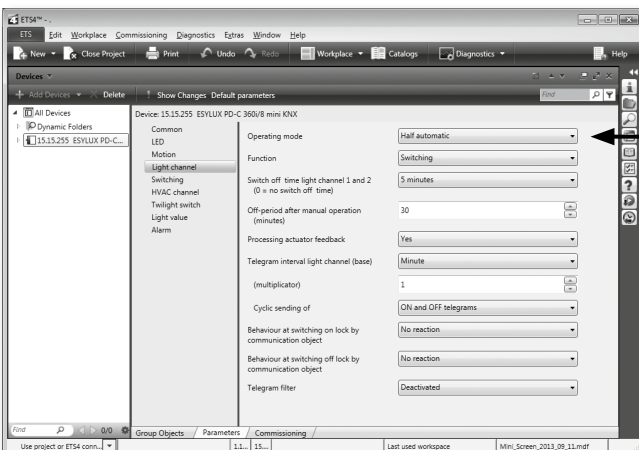 ETS4™ - .
ETS Edit Workplace Commissioning Diagnostics Extras Window Help
New Close Project Print Undo Redo Workplace Catalogs Diagnostics Help
Devices
Add Devices Delete Show Changes Default parameters Find
All Devices
Dynamic Folders
15.15.255 ESYLUX PD-C...
Device: 15.15.255 ESYLUX PD-C 360i/8 mini KNX
Common
LED
Motion
Light channel
Switching
HVAC channel
Twilight switch
Light value
Alarm
Operating mode Half automatic
Function Switching
Switch off time light channel 1 and 2 5 minutes
(0 = no switch off time)
Off-period after manual operation 30
(minutes)
Processing actuator feedback Yes
Telegram interval light channel (base) Minute
(multiplicator) 1
Cyclic sending of ON and OFF telegrams
Behaviour at switching on lock by No reaction
communication object
Behaviour at switching off lock by No reaction
communication object
Telegram filter Deactivated
Find 0/0
Group Objects Parameters Commissioning
Use project or ETS4 conn... 1.1... 15.... Last used workspace Mini_Screen_2013_09_11.mdf